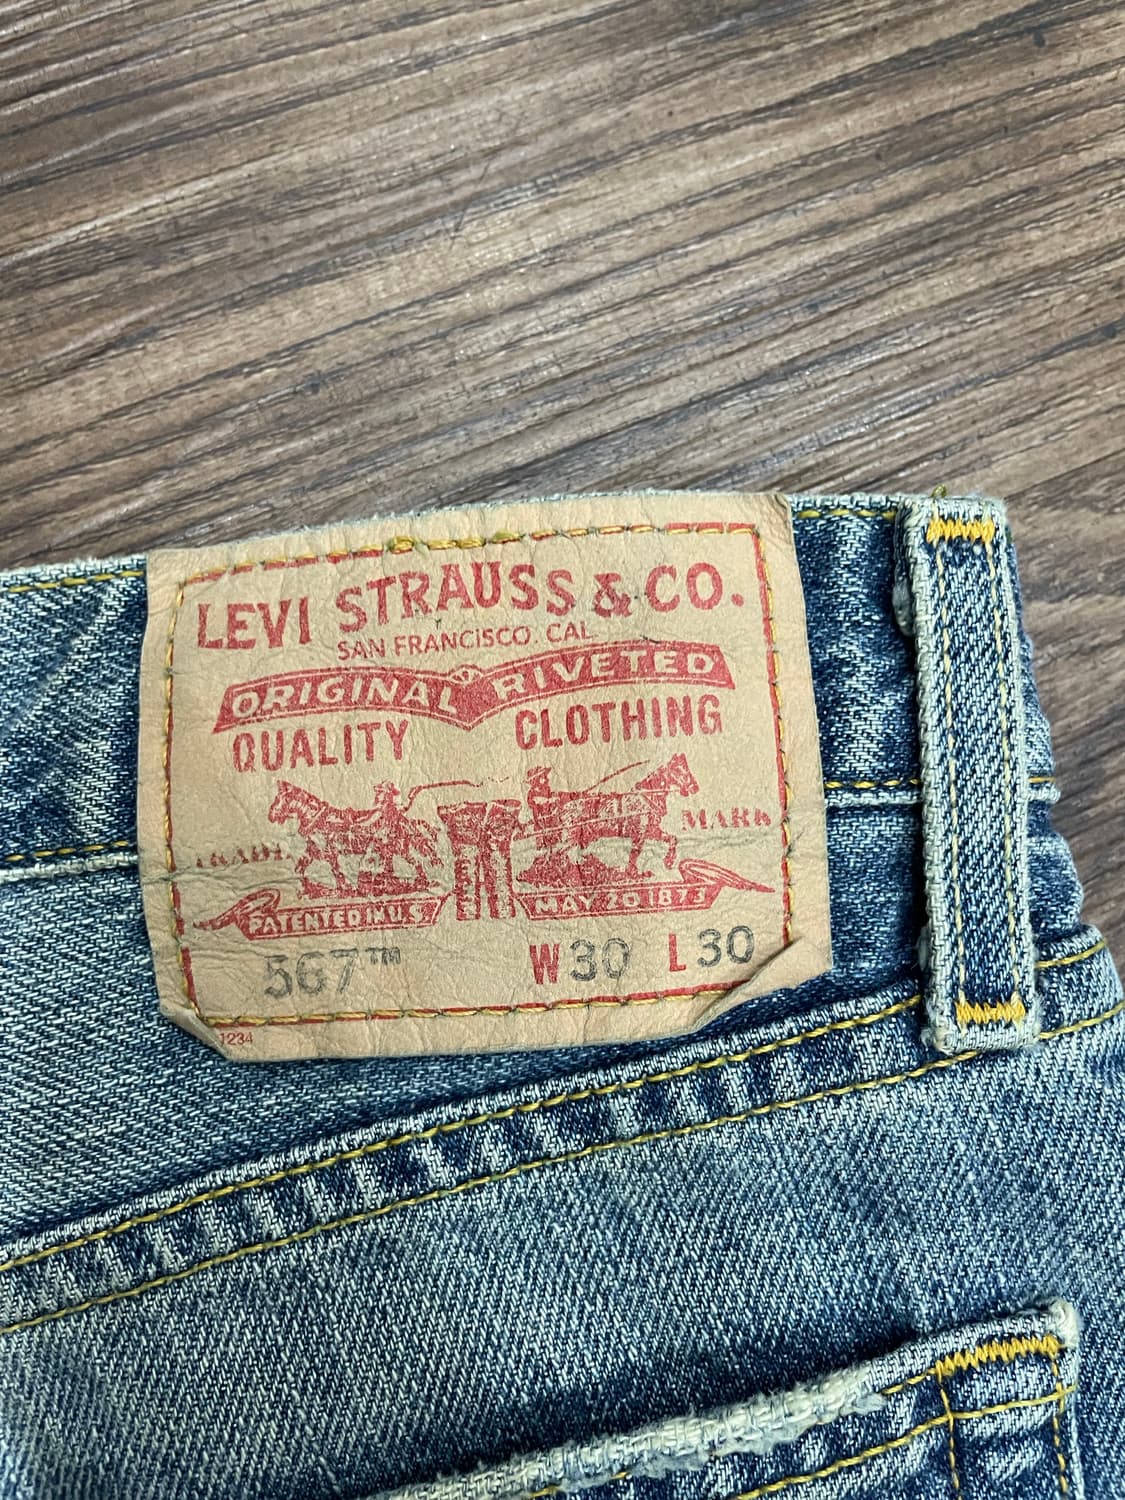 LEVI STRAUSS & CO.
SAN FRANCISCO. CAL
ORIGINAL RIVETED
QUALITY CLOTHING
TRADE MARK
PATENTED IN U.S. MAY 20 1873
567™ W30 L30
1234